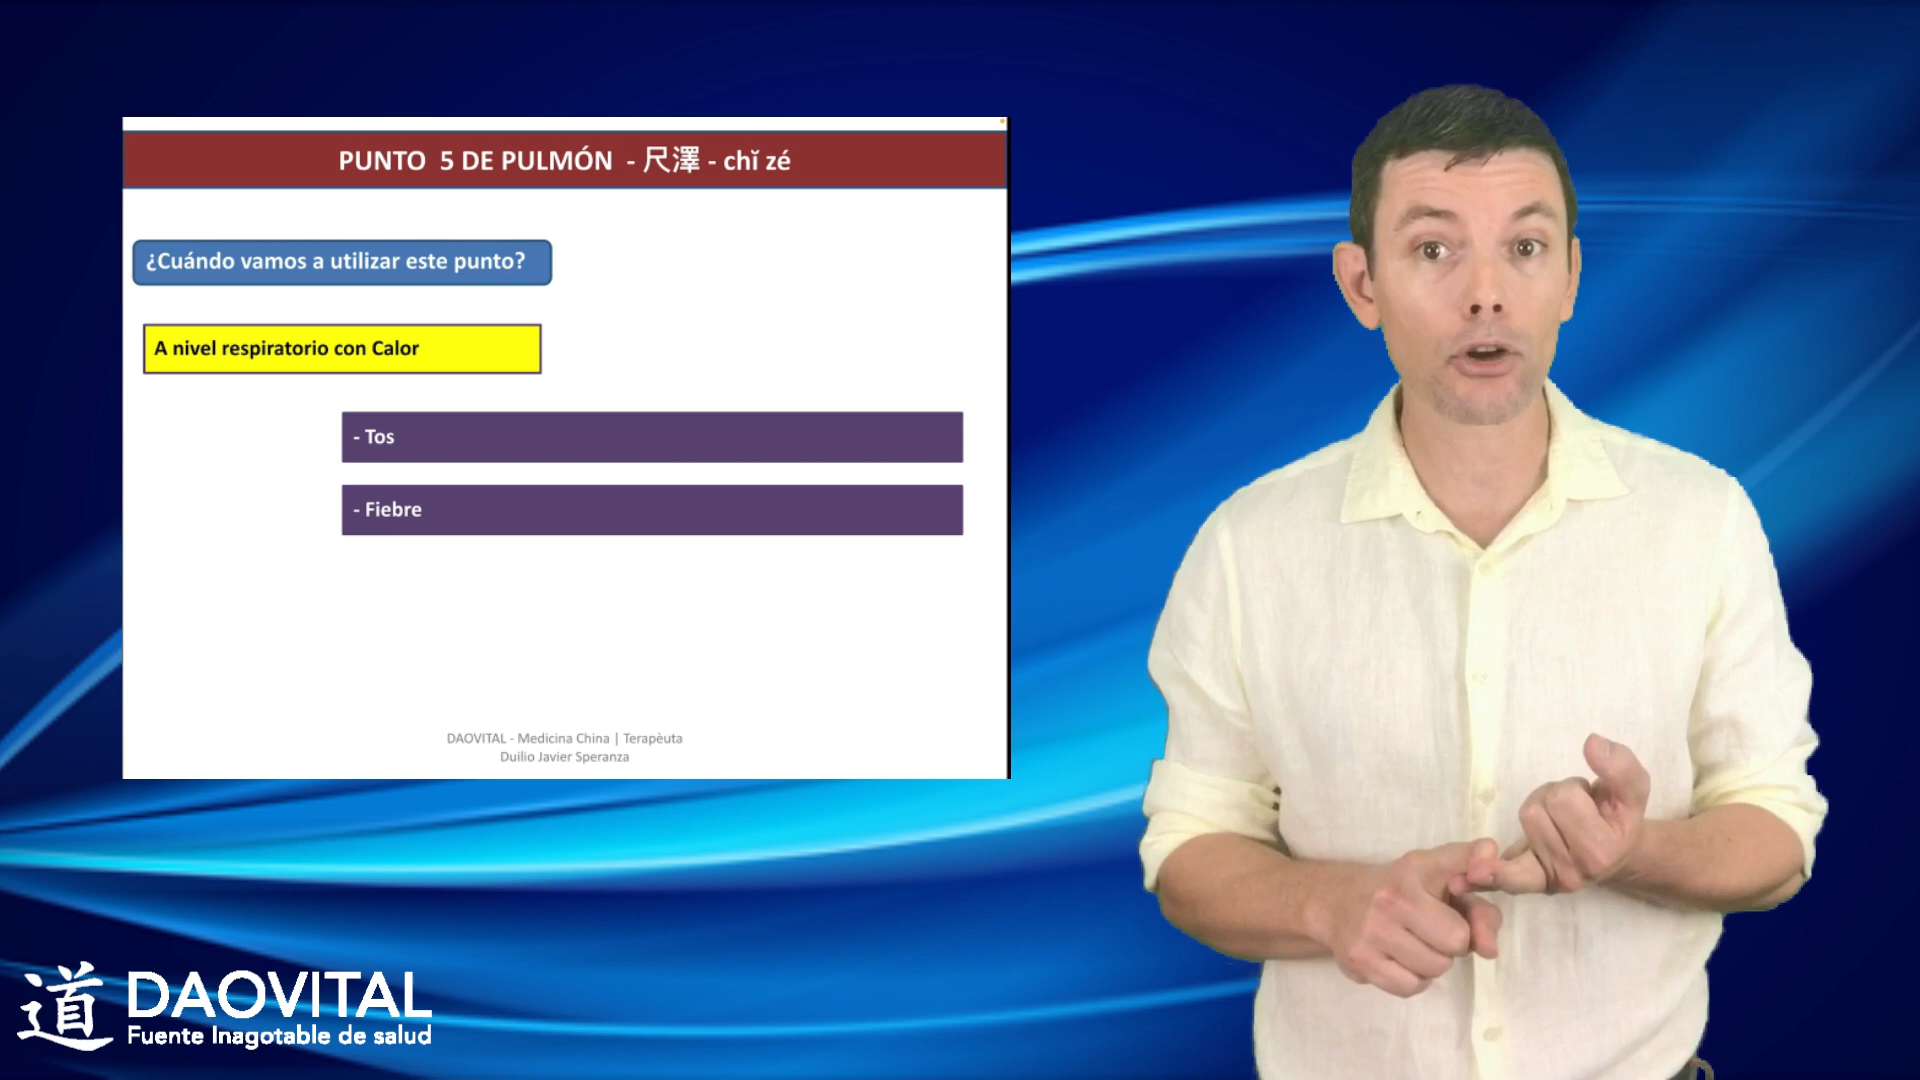 PUNTO 5 DE PULMÓN - 尺澤 - chǐ zé
¿Cuándo vamos a utilizar este punto?
A nivel respiratorio con Calor
- Tos
- Fiebre
DAOVITAL - Medicina China | Terapèuta
Duilio Javier Speranza
道 DAOVITAL
Fuente Inagotable de salud